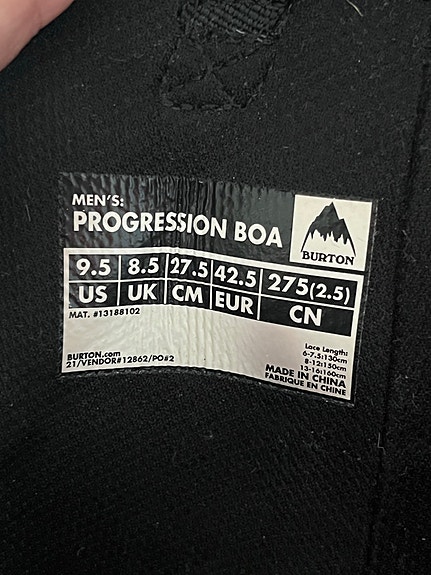 MEN'S:
PROGRESSION BOA
BURTON
9.5 8.5 27.5 42.5 275(2.5)
US UK CM EUR CN
MAT. #13188102
BURTON.com
21/VENDOR#12862/PO#2
Lace Length:
6-7.5:130cm
8-12:150cm
13-16:160cm
MADE IN CHINA
FABRIQUE EN CHINE